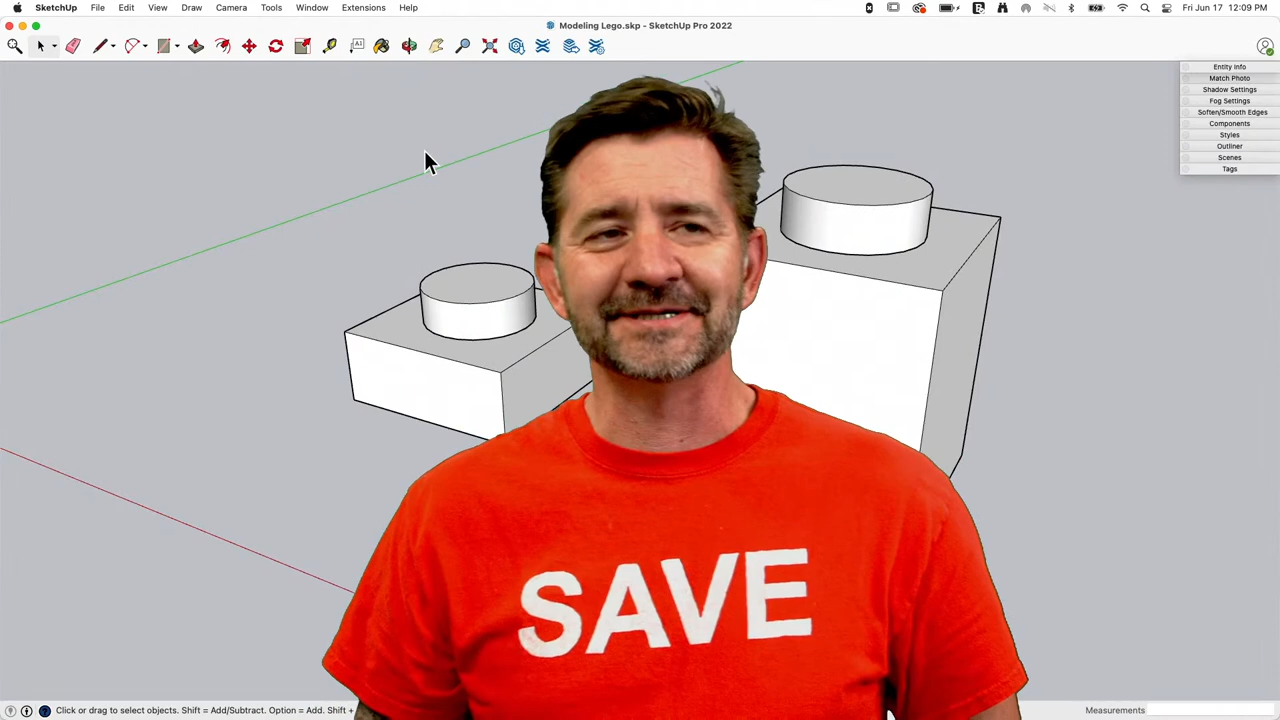 SketchUp File Edit View Draw Camera Tools Window Extensions Help Fri Jun 17 12:09 PM
Modeling Lego.skp - SketchUp Pro 2022
Entity Info
Match Photo
Shadow Settings
Fog Settings
Soften/Smooth Edges
Components
Styles
Outliner
Scenes
Tags
SAVE
Click or drag to select objects. Shift = Add/Subtract. Option = Add. Shift + Measurements